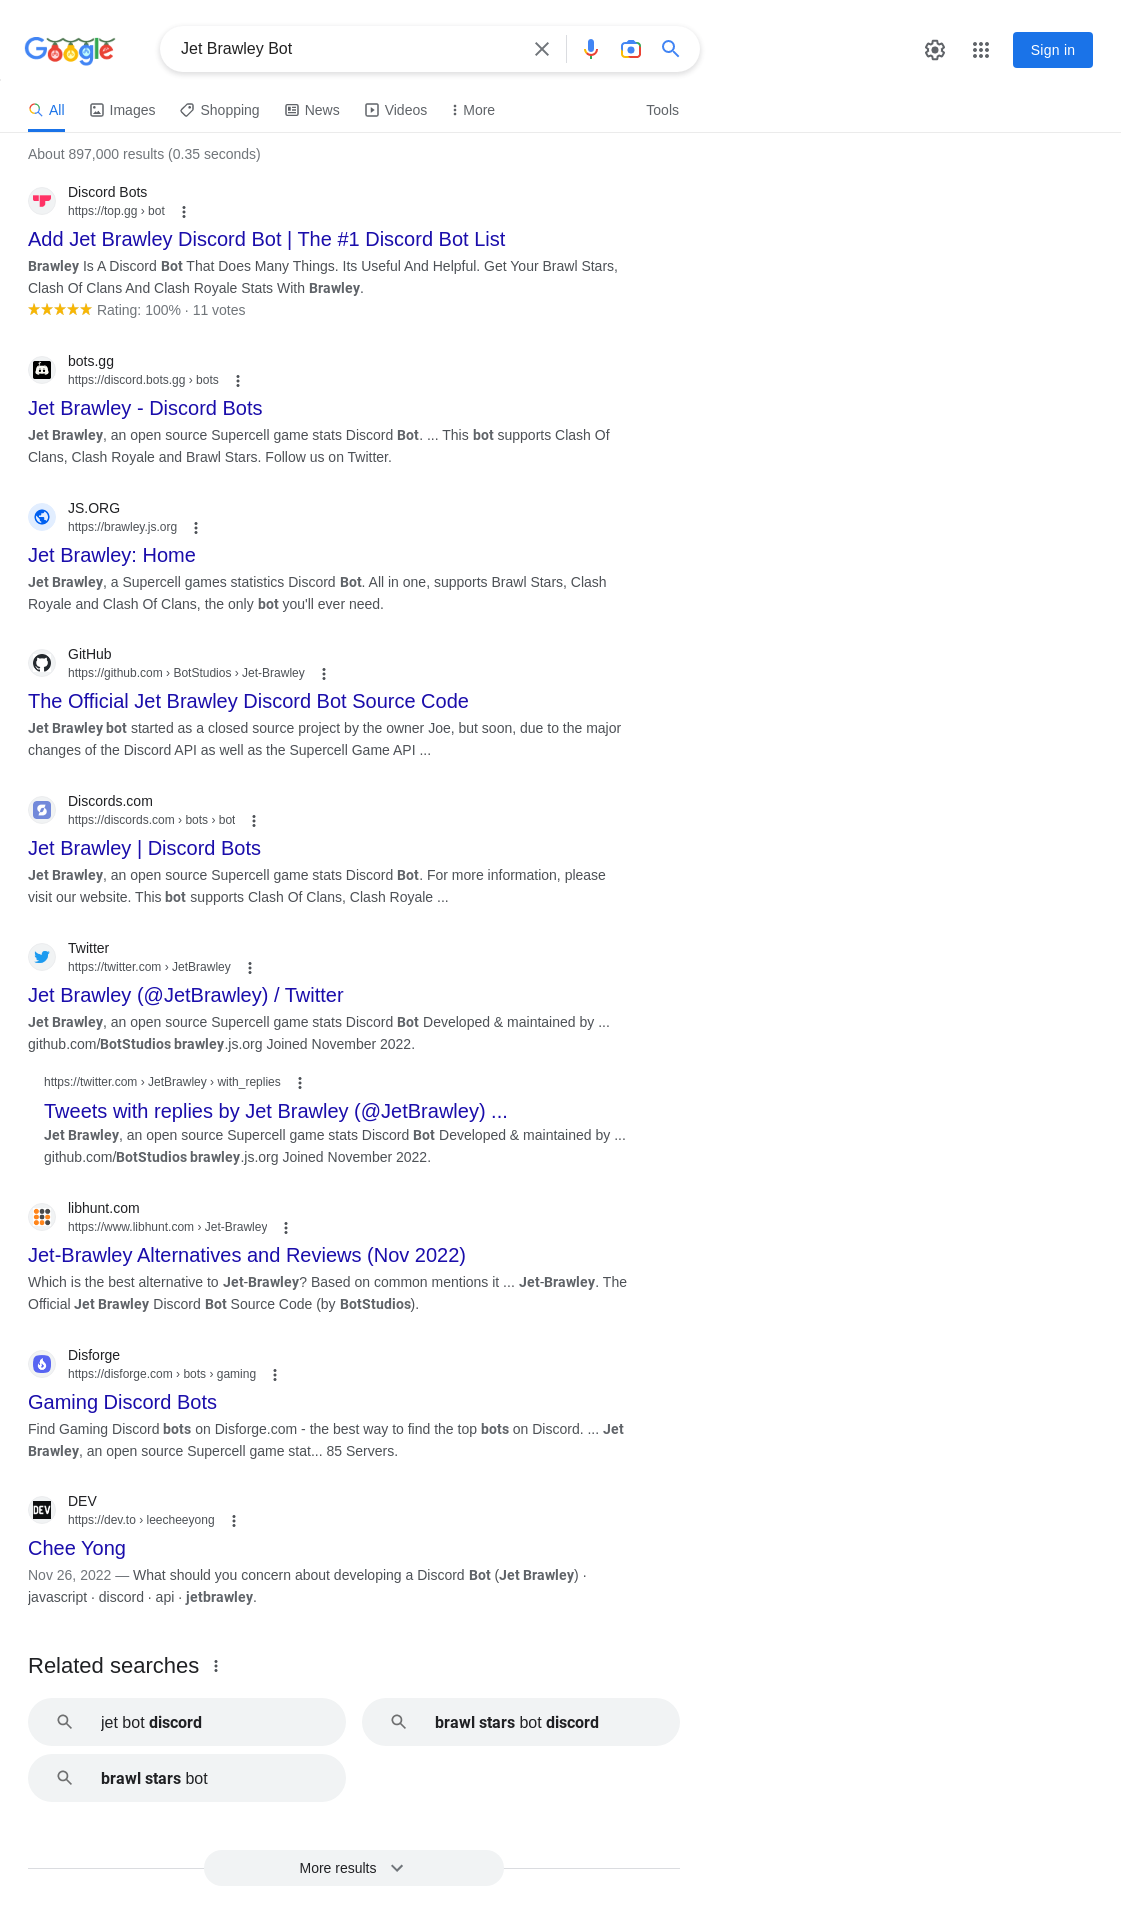 Google
Jet Brawley Bot
Sign in
All
Images
Shopping
News
Videos
More
Tools
About 897,000 results (0.35 seconds)
Discord Bots
https://top.gg › bot
Add Jet Brawley Discord Bot | The #1 Discord Bot List
Brawley Is A Discord Bot That Does Many Things. Its Useful And Helpful. Get Your Brawl Stars,
Clash Of Clans And Clash Royale Stats With Brawley.
Rating: 100% · 11 votes
bots.gg
https://discord.bots.gg › bots
Jet Brawley - Discord Bots
Jet Brawley, an open source Supercell game stats Discord Bot. ... This bot supports Clash Of
Clans, Clash Royale and Brawl Stars. Follow us on Twitter.
JS.ORG
https://brawley.js.org
Jet Brawley: Home
Jet Brawley, a Supercell games statistics Discord Bot. All in one, supports Brawl Stars, Clash
Royale and Clash Of Clans, the only bot you'll ever need.
GitHub
https://github.com › BotStudios › Jet-Brawley
The Official Jet Brawley Discord Bot Source Code
Jet Brawley bot started as a closed source project by the owner Joe, but soon, due to the major
changes of the Discord API as well as the Supercell Game API ...
Discords.com
https://discords.com › bots › bot
Jet Brawley | Discord Bots
Jet Brawley, an open source Supercell game stats Discord Bot. For more information, please
visit our website. This bot supports Clash Of Clans, Clash Royale ...
Twitter
https://twitter.com › JetBrawley
Jet Brawley (@JetBrawley) / Twitter
Jet Brawley, an open source Supercell game stats Discord Bot Developed & maintained by ...
github.com/BotStudios brawley.js.org Joined November 2022.
https://twitter.com › JetBrawley › with_replies
Tweets with replies by Jet Brawley (@JetBrawley) ...
Jet Brawley, an open source Supercell game stats Discord Bot Developed & maintained by ...
github.com/BotStudios brawley.js.org Joined November 2022.
libhunt.com
https://www.libhunt.com › Jet-Brawley
Jet-Brawley Alternatives and Reviews (Nov 2022)
Which is the best alternative to Jet-Brawley? Based on common mentions it ... Jet-Brawley. The
Official Jet Brawley Discord Bot Source Code (by BotStudios).
Disforge
https://disforge.com › bots › gaming
Gaming Discord Bots
Find Gaming Discord bots on Disforge.com - the best way to find the top bots on Discord. ... Jet
Brawley, an open source Supercell game stat... 85 Servers.
DEV
DEV
https://dev.to › leecheeyong
Chee Yong
Nov 26, 2022 — What should you concern about developing a Discord Bot (Jet Brawley) ·
javascript · discord · api · jetbrawley.
Related searches
jet bot discord
brawl stars bot discord
brawl stars bot
More results